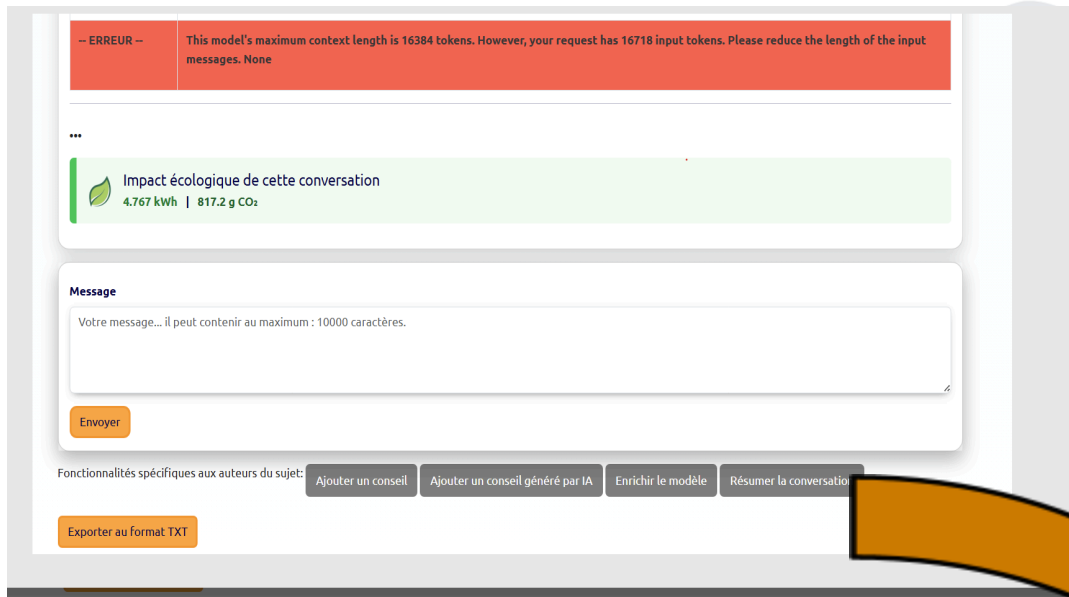 -- ERREUR --
This model's maximum context length is 16384 tokens. However, your request has 16718 input tokens. Please reduce the length of the input
messages. None
...
Impact écologique de cette conversation
4.767 kWh | 817.2 g CO₂
Message
Votre message... il peut contenir au maximum : 10000 caractères.
Envoyer
Fonctionnalités spécifiques aux auteurs du sujet: Ajouter un conseil Ajouter un conseil généré par IA Enrichir le modèle Résumer la conversation
Exporter au format TXT